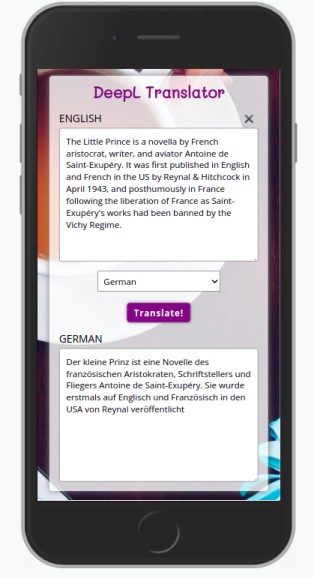 DeepL Translator
ENGLISH ×
The Little Prince is a novella by French
aristocrat, writer, and aviator Antoine de
Saint-Exupéry. It was first published in English
and French in the US by Reynal & Hitchcock in
April 1943, and posthumously in France
following the liberation of France as Saint-
Exupéry's works had been banned by the
Vichy Regime.
German
Translate!
GERMAN
Der kleine Prinz ist eine Novelle des
französischen Aristokraten, Schriftstellers und
Fliegers Antoine de Saint-Exupéry. Sie wurde
erstmals auf Englisch und Französisch in den
USA von Reynal veröffentlicht